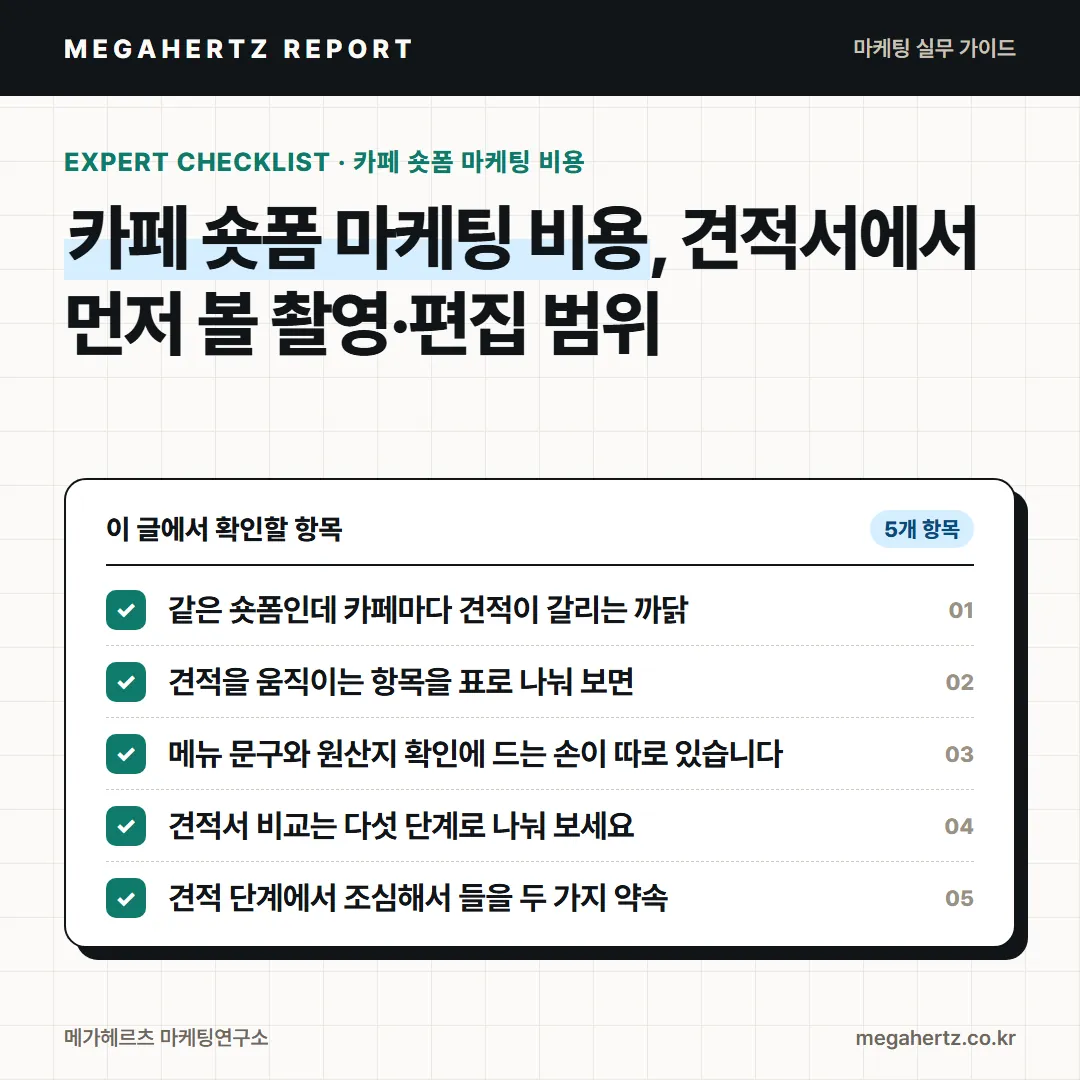 MEGAHERTZ REPORT
마케팅 실무 가이드
EXPERT CHECKLIST · 카페 숏폼 마케팅 비용
카페 숏폼 마케팅 비용, 견적서에서
먼저 볼 촬영·편집 범위
이 글에서 확인할 항목
5개 항목
같은 숏폼인데 카페마다 견적이 갈리는 까닭
01
견적을 움직이는 항목을 표로 나눠 보면
02
메뉴 문구와 원산지 확인에 드는 손이 따로 있습니다
03
견적서 비교는 다섯 단계로 나눠 보세요
04
견적 단계에서 조심해서 들을 두 가지 약속
05
메가헤르츠 마케팅연구소
megahertz.co.kr